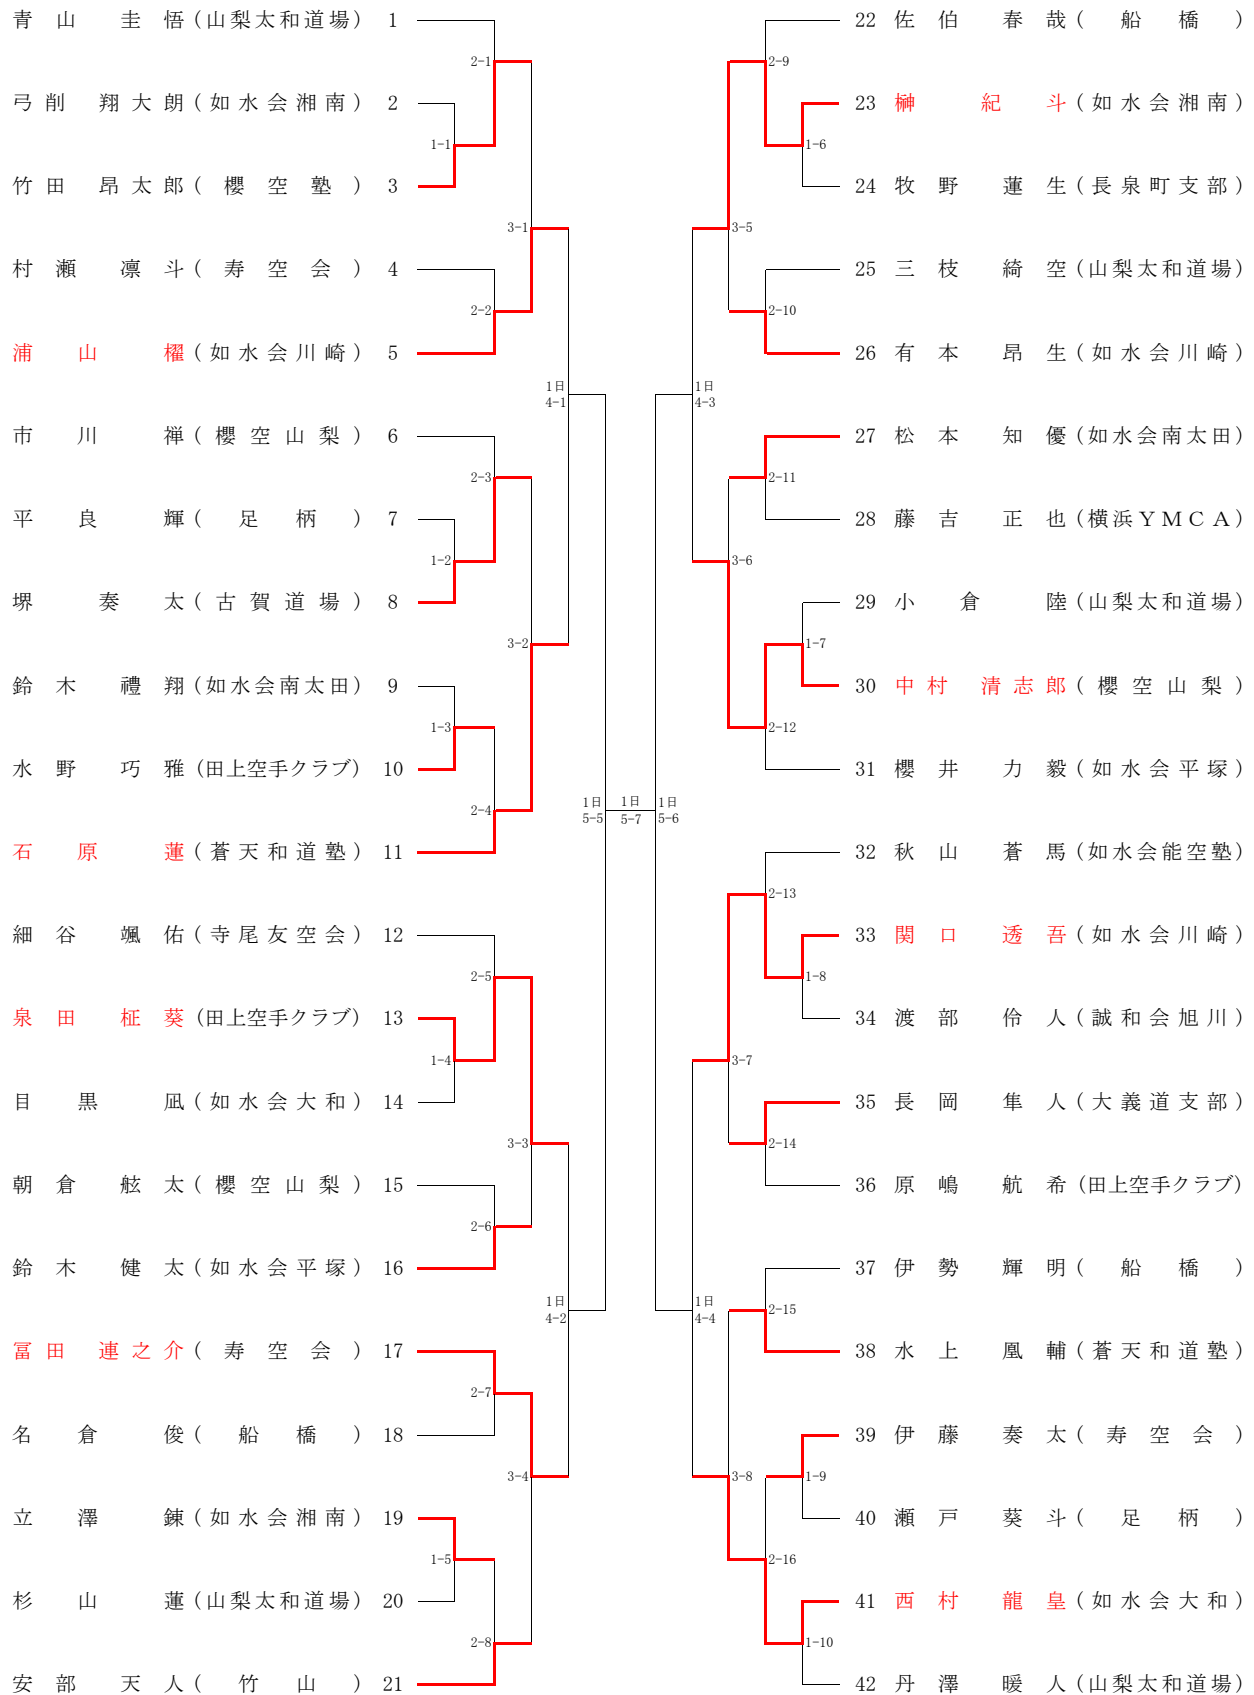 青山 圭悟(山梨太和道場) 1
弓削 翔大朗(如水会湘南) 2
竹田 昂太郎(櫻空塾) 3
村瀬 凛斗(寿空会) 4
浦山 櫂(如水会川崎) 5
市川 禅(櫻空山梨) 6
平良 輝(足柄) 7
堺 奏太(古賀道場) 8
鈴木 禮翔(如水会南太田) 9
水野 巧雅(田上空手クラブ) 10
石原 蓮(蒼天和道塾) 11
細谷 颯佑(寺尾友空会) 12
泉田 柾葵(田上空手クラブ) 13
目黒 凪(如水会大和) 14
朝倉 舷太(櫻空山梨) 15
鈴木 健太(如水会平塚) 16
冨田 連之介(寿空会) 17
名倉 俊(船橋) 18
立澤 錬(如水会湘南) 19
杉山 蓮(山梨太和道場) 20
安部 天人(竹山) 21
1-1
1-2
1-3
1-4
1-5
2-1
2-2
2-3
2-4
2-5
2-6
2-7
2-8
3-1
3-2
3-3
3-4
1日
4-1
1日
4-2
1日
5-5
1日
5-7
1日
5-6
1日
4-3
1日
4-4
3-5
3-6
3-7
3-8
2-9
2-10
2-11
2-12
2-13
2-14
2-15
2-16
1-6
1-7
1-8
1-9
1-10
22 佐伯 春哉(船橋)
23 榊 紀斗(如水会湘南)
24 牧野 蓮生(長泉町支部)
25 三枝 綺空(山梨太和道場)
26 有本 昂生(如水会川崎)
27 松本 知優(如水会南太田)
28 藤吉 正也(横浜YMCA)
29 小倉 陸(山梨太和道場)
30 中村 清志郎(櫻空山梨)
31 櫻井 力毅(如水会平塚)
32 秋山 蒼馬(如水会能空塾)
33 関口 透吾(如水会川崎)
34 渡部 伶人(誠和会旭川)
35 長岡 隼人(大義道支部)
36 原嶋 航希(田上空手クラブ)
37 伊勢 輝明(船橋)
38 水上 凰輔(蒼天和道塾)
39 伊藤 奏太(寿空会)
40 瀬戸 葵斗(足柄)
41 西村 龍皇(如水会大和)
42 丹澤 暖人(山梨太和道場)